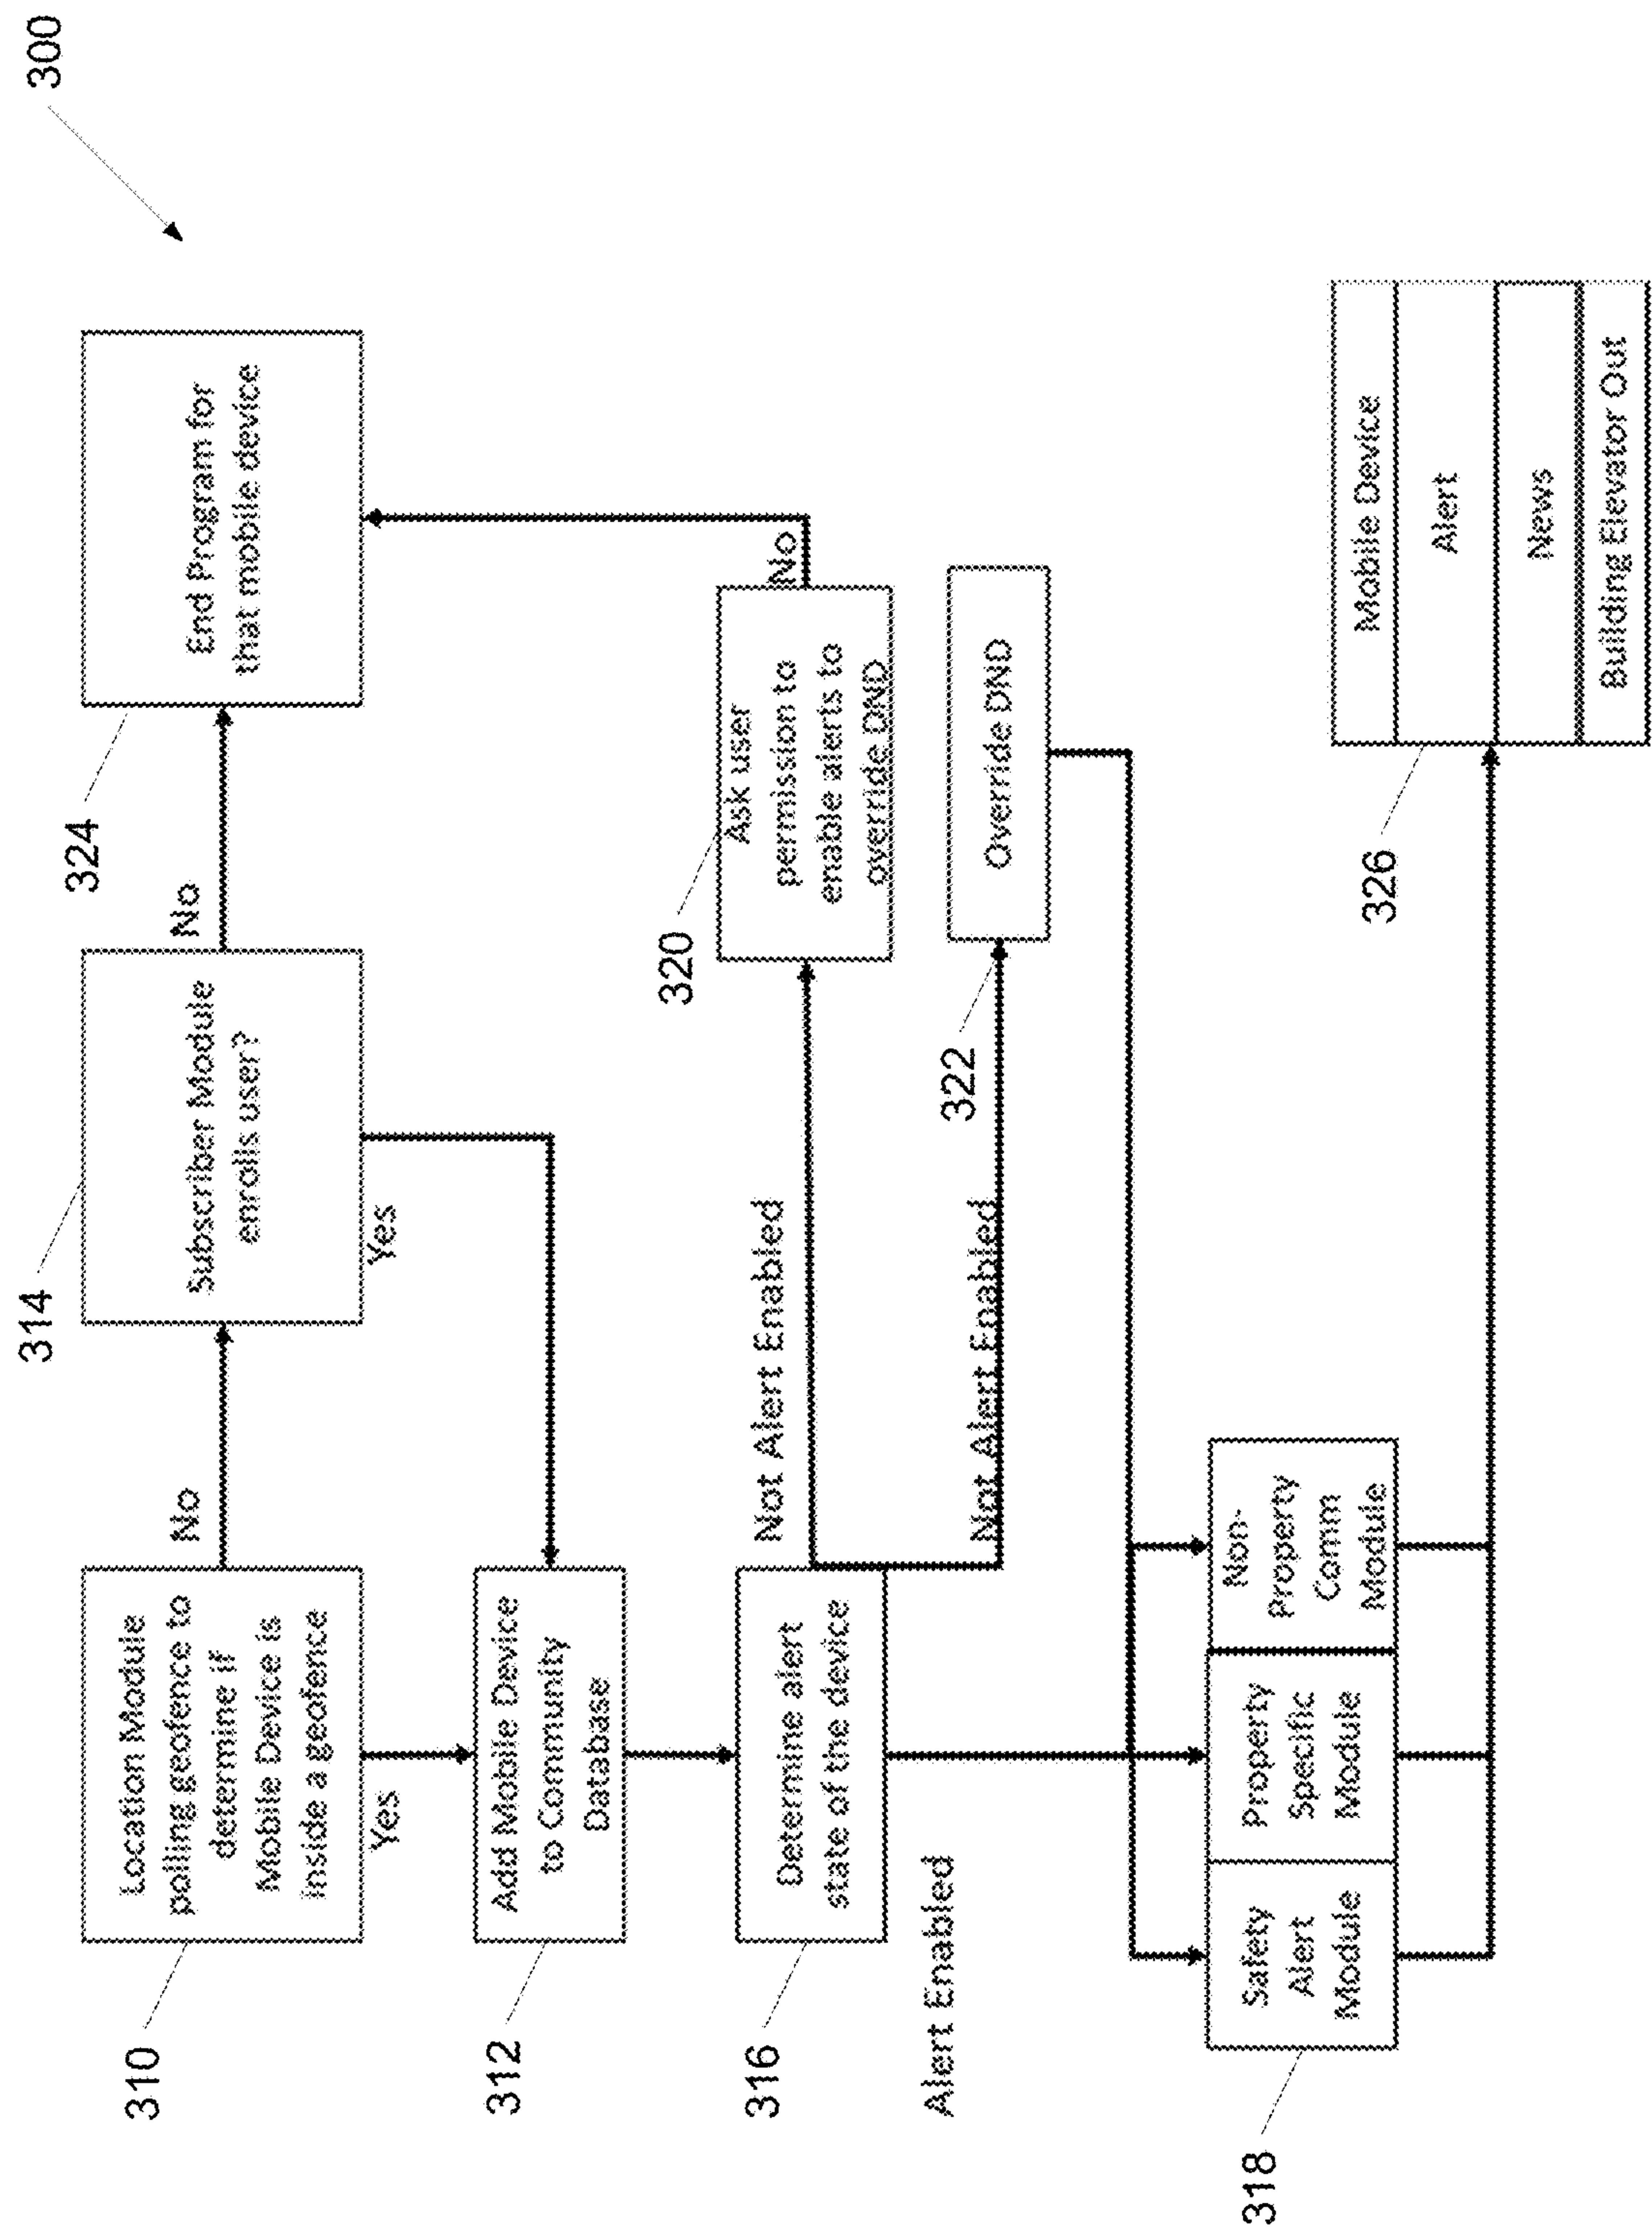 300
310
Location Module
polling geofence to
determine if
Mobile Device is
inside a geofence
No
Yes
314
Subscriber Module
enrolls user?
No
Yes
324
End Program for
that mobile device
312
Add Mobile Device
to Community
Database
316
Determine alert
state of the device
Not Alert Enabled
320
Ask user
permission to
enable alerts to
override DND
No
Not Alert Enabled
322
Override DND
Alert Enabled
318
Safety
Alert
Module
Property
Specific
Module
Non-
Property
Comm
Module
326
Mobile Device
Alert
News
Building Elevator Out